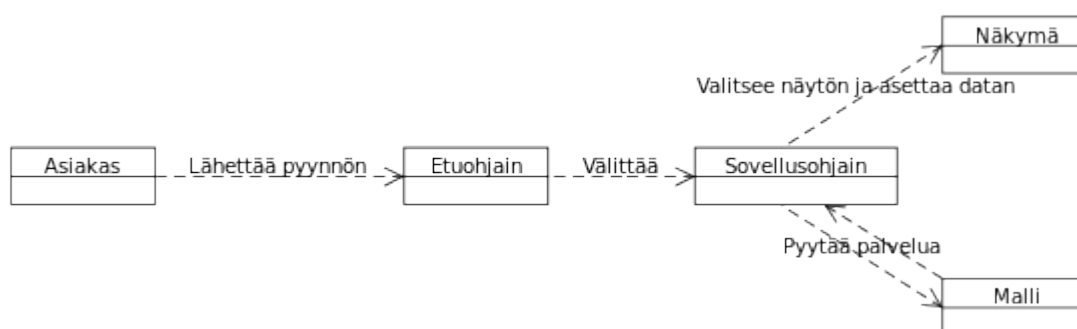 Näkymä
Valitsee näytön ja asettaa datan
Asiakas
Lähettää pyynnön
Etuohjain
Välittää
Sovellusohjain
Pyytää palvelua
Malli